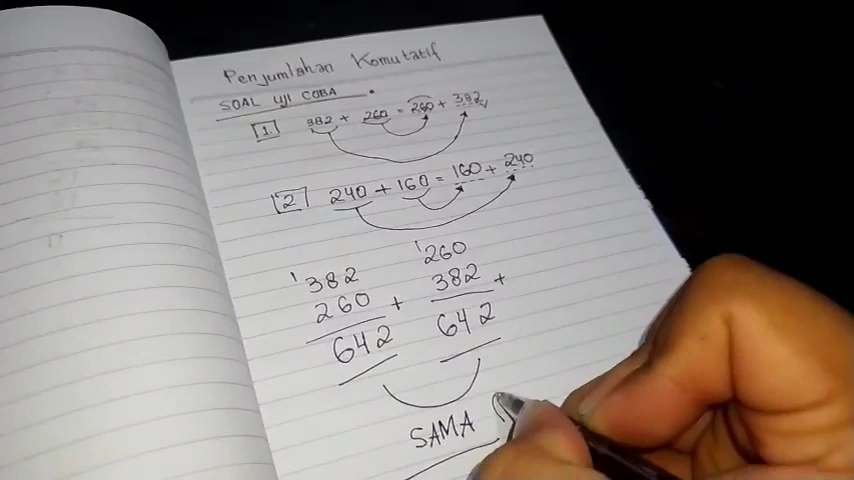 Penjumlahan Komutatif
SOAL UJI COBA
1. 382 + 260 = 260 + 382
2 240 + 160 = 160 + 240
1 382
260 +
642
1 260
382 +
642
SAMA